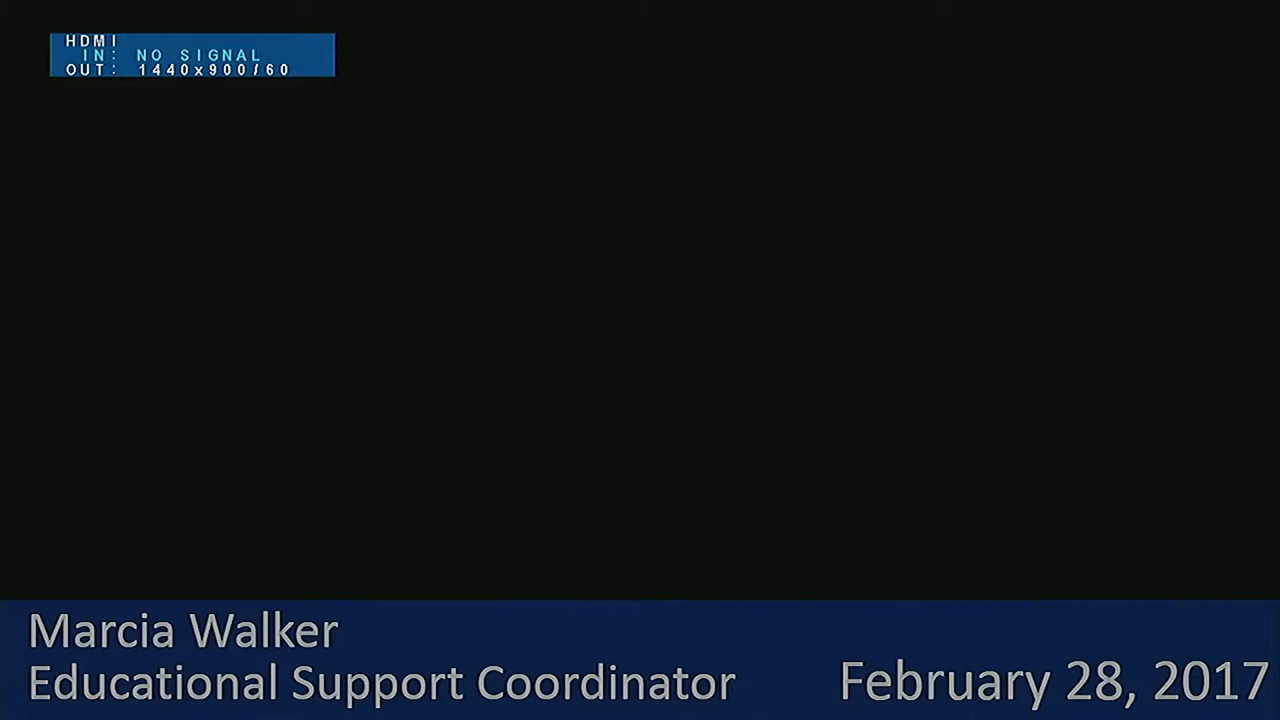 HDMI
IN: NO SIGNAL
OUT: 1440x900/60
Marcia Walker
Educational Support Coordinator
February 28, 2017